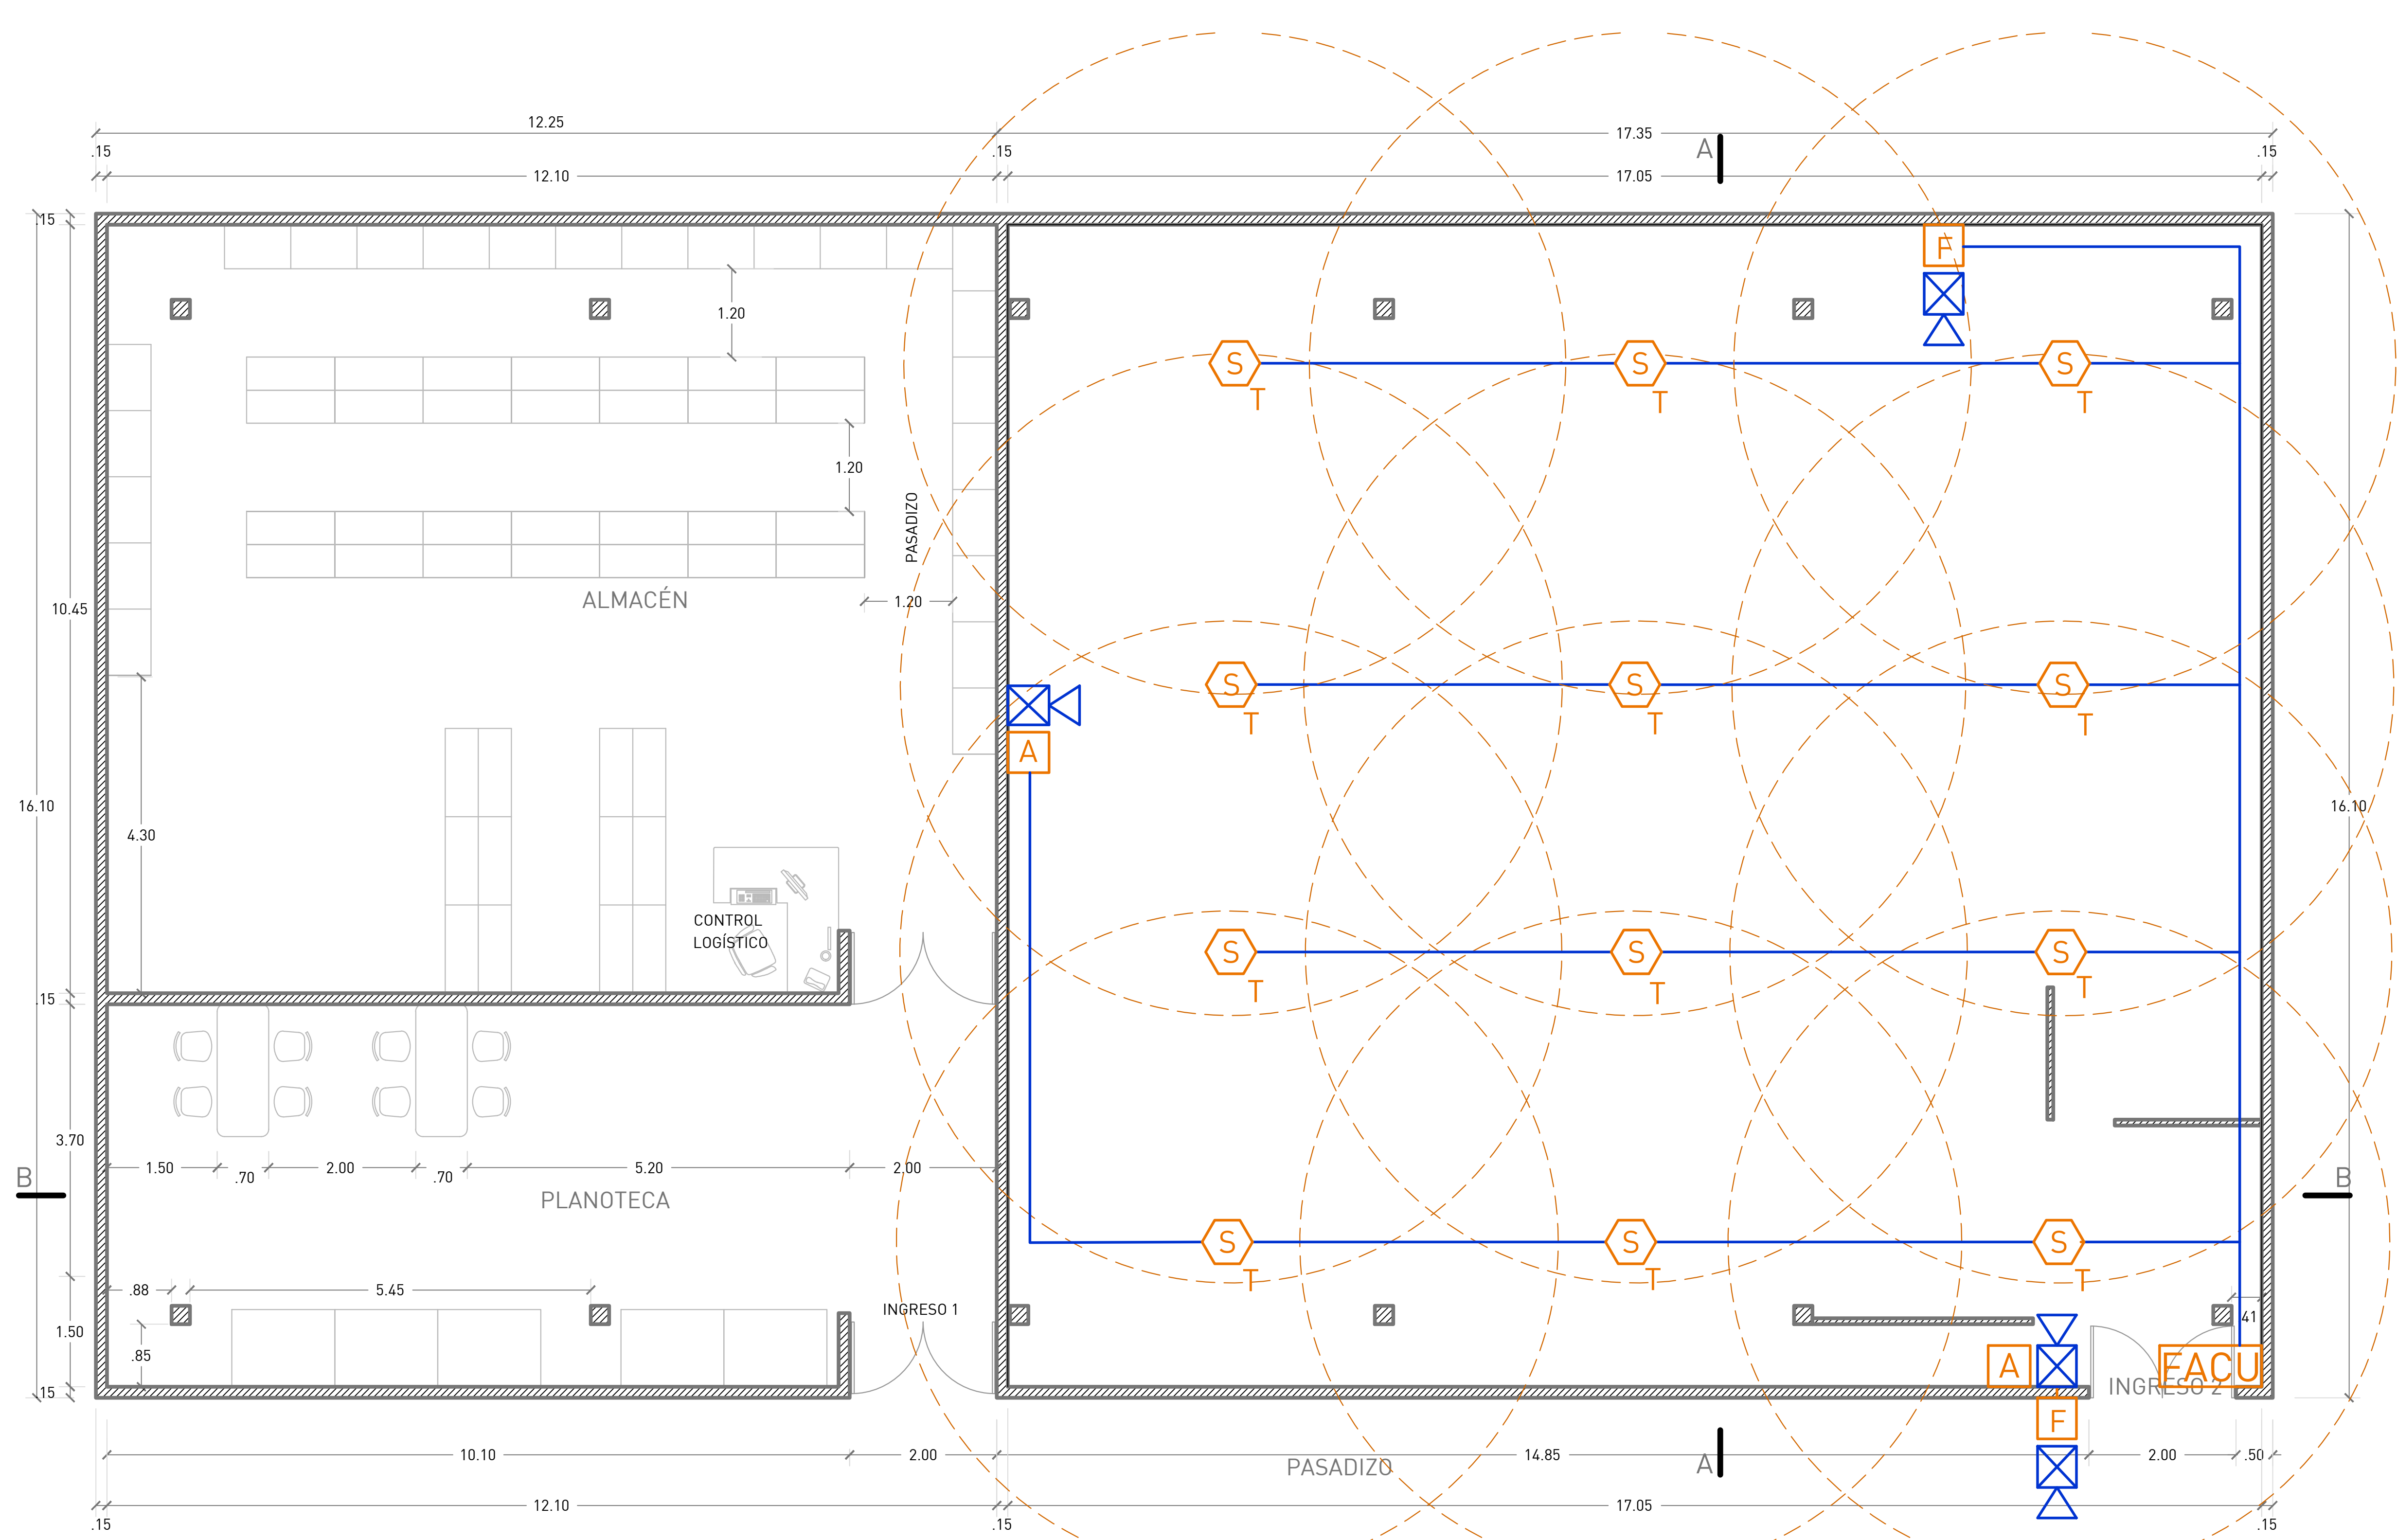 12.25
17.35
.15
.15
A
.15
12.10
17.05
.15
F
1.20
S
S
S
T
T
T
1.20
PASADIZO
ALMACÉN
1.20
10.45
S
S
S
T
T
T
A
16.10
16.10
4.30
CONTROL
LOGÍSTICO
S
S
S
T
T
T
.15
3.70
1.50
.70
2.00
.70
5.20
2.00
B
B
PLANOTECA
S
S
S
T
T
T
.88
5.45
INGRESO 1
41
1.50
.85
A
FACU
INGRESO 2
.15
F
10.10
2.00
14.85
2.00
.50
PASADIZO
A
12.10
17.05
.15
.15
.15